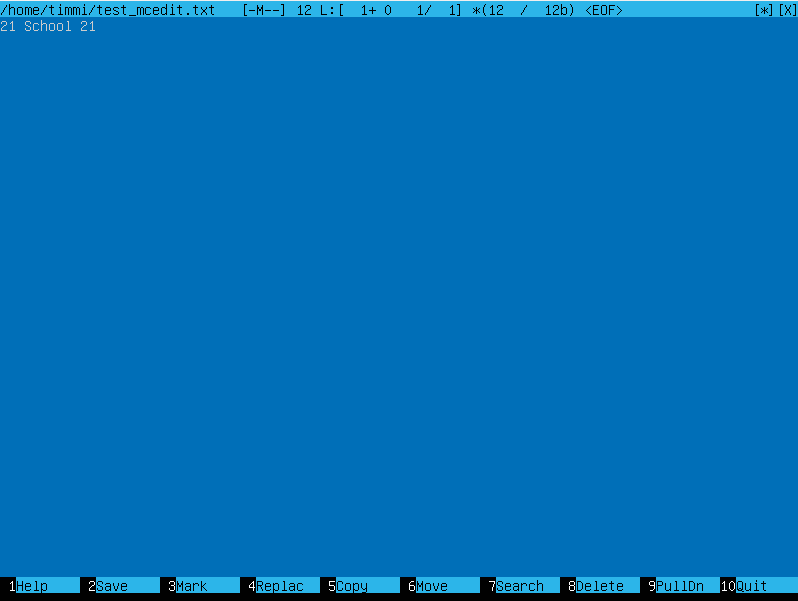 /home/timmi/test_mcedit.txt [-M--] 12 L:[ 1+ 0 1/ 1] *(12 / 12b) <EOF> [*][X]
21 School 21
1Help 2Save 3Mark 4Replac 5Copy 6Move 7Search 8Delete 9PullDn 10Quit